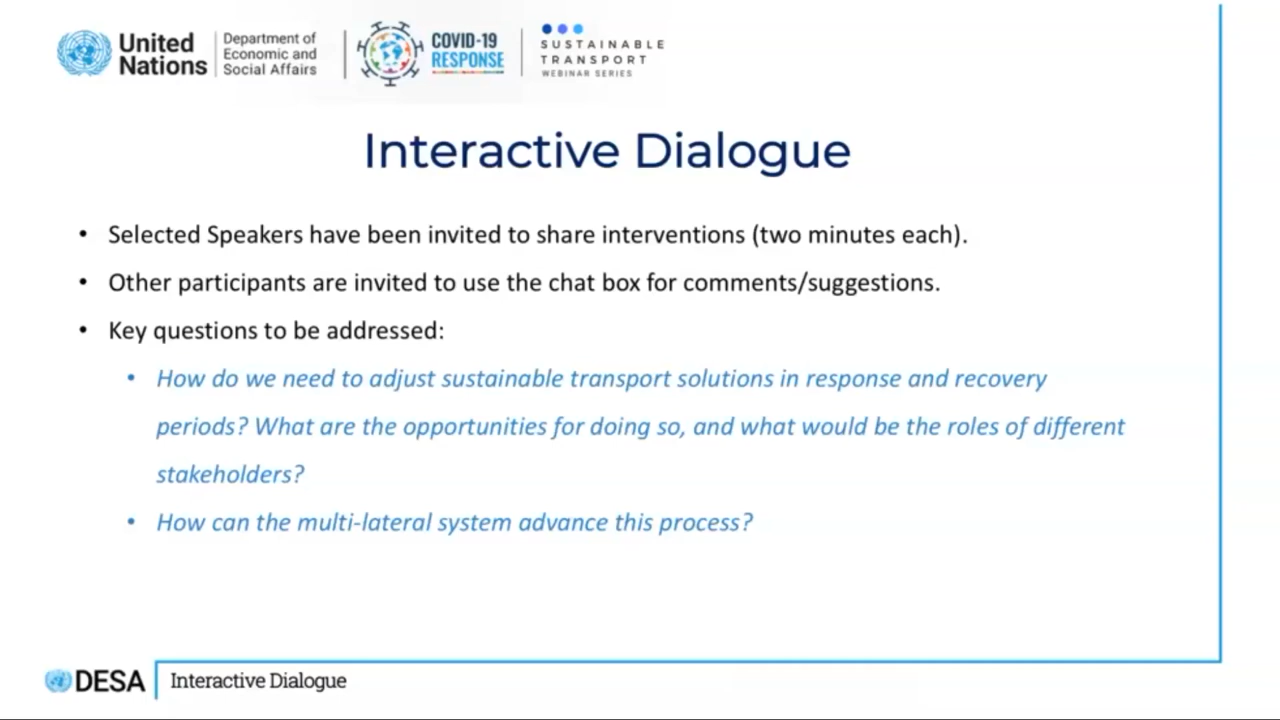 United Nations
Department of Economic and Social Affairs
COVID-19 RESPONSE
SUSTAINABLE TRANSPORT WEBINAR SERIES
Interactive Dialogue
• Selected Speakers have been invited to share interventions (two minutes each).
• Other participants are invited to use the chat box for comments/suggestions.
• Key questions to be addressed:
• How do we need to adjust sustainable transport solutions in response and recovery
periods? What are the opportunities for doing so, and what would be the roles of different
stakeholders?
• How can the multi-lateral system advance this process?
DESA
Interactive Dialogue